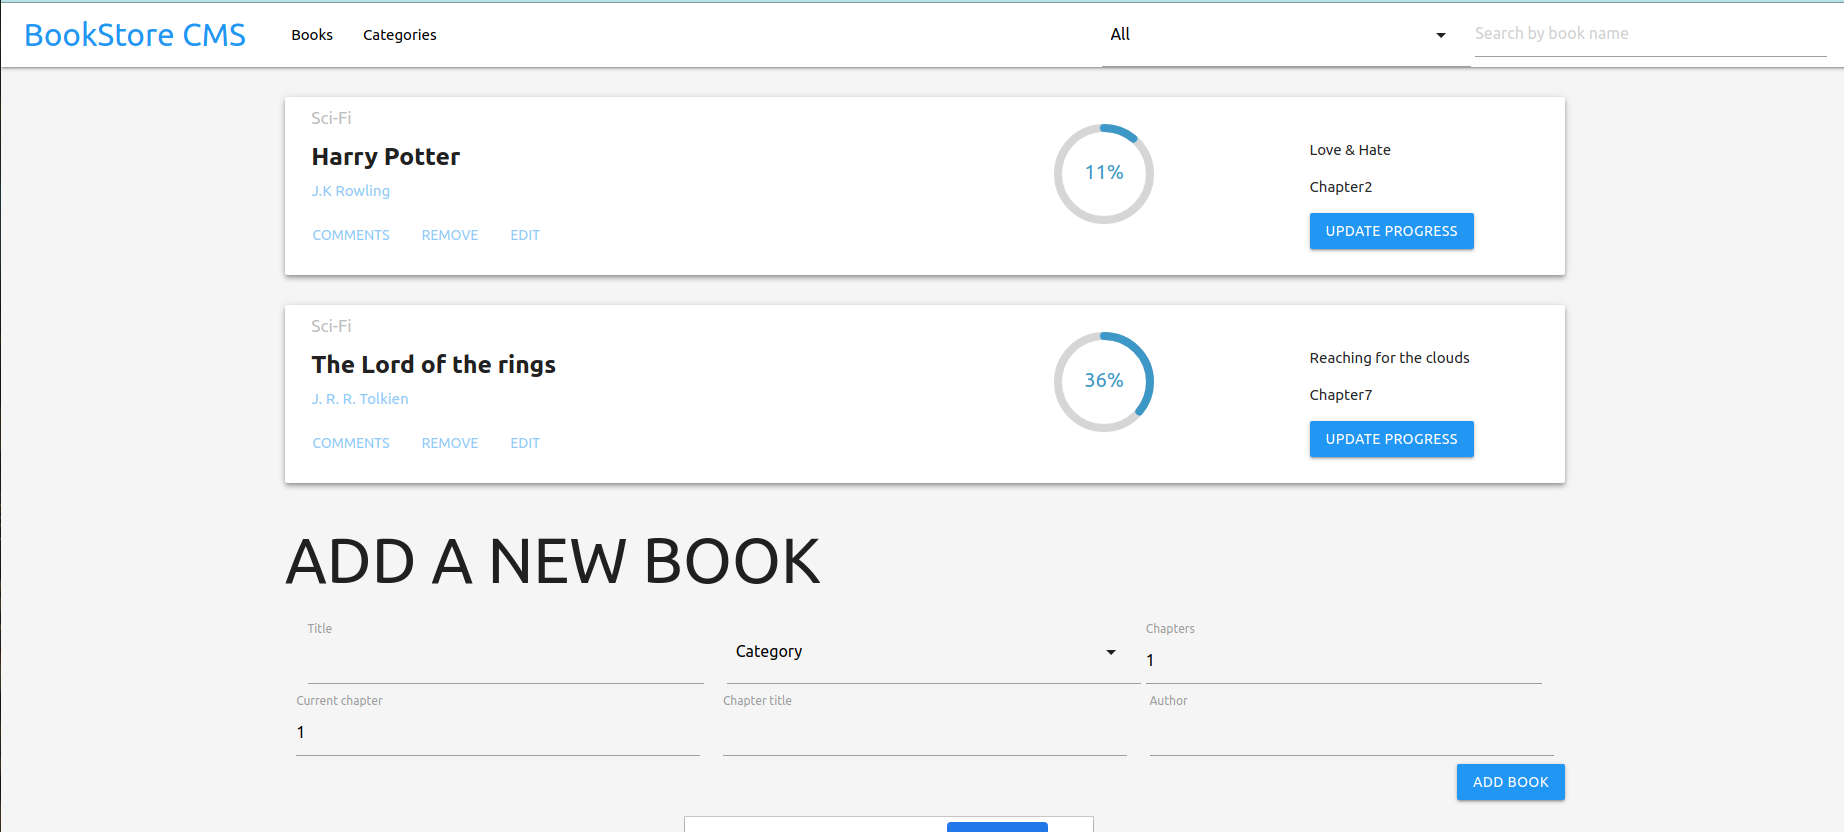 BookStore CMS Books Categories All Search by book name
Sci-Fi
Harry Potter
J.K Rowling
COMMENTS REMOVE EDIT
11%
Love & Hate
Chapter2
UPDATE PROGRESS
Sci-Fi
The Lord of the rings
J. R. R. Tolkien
COMMENTS REMOVE EDIT
36%
Reaching for the clouds
Chapter7
UPDATE PROGRESS
ADD A NEW BOOK
Title
Category
Chapters
1
Current chapter
1
Chapter title
Author
ADD BOOK